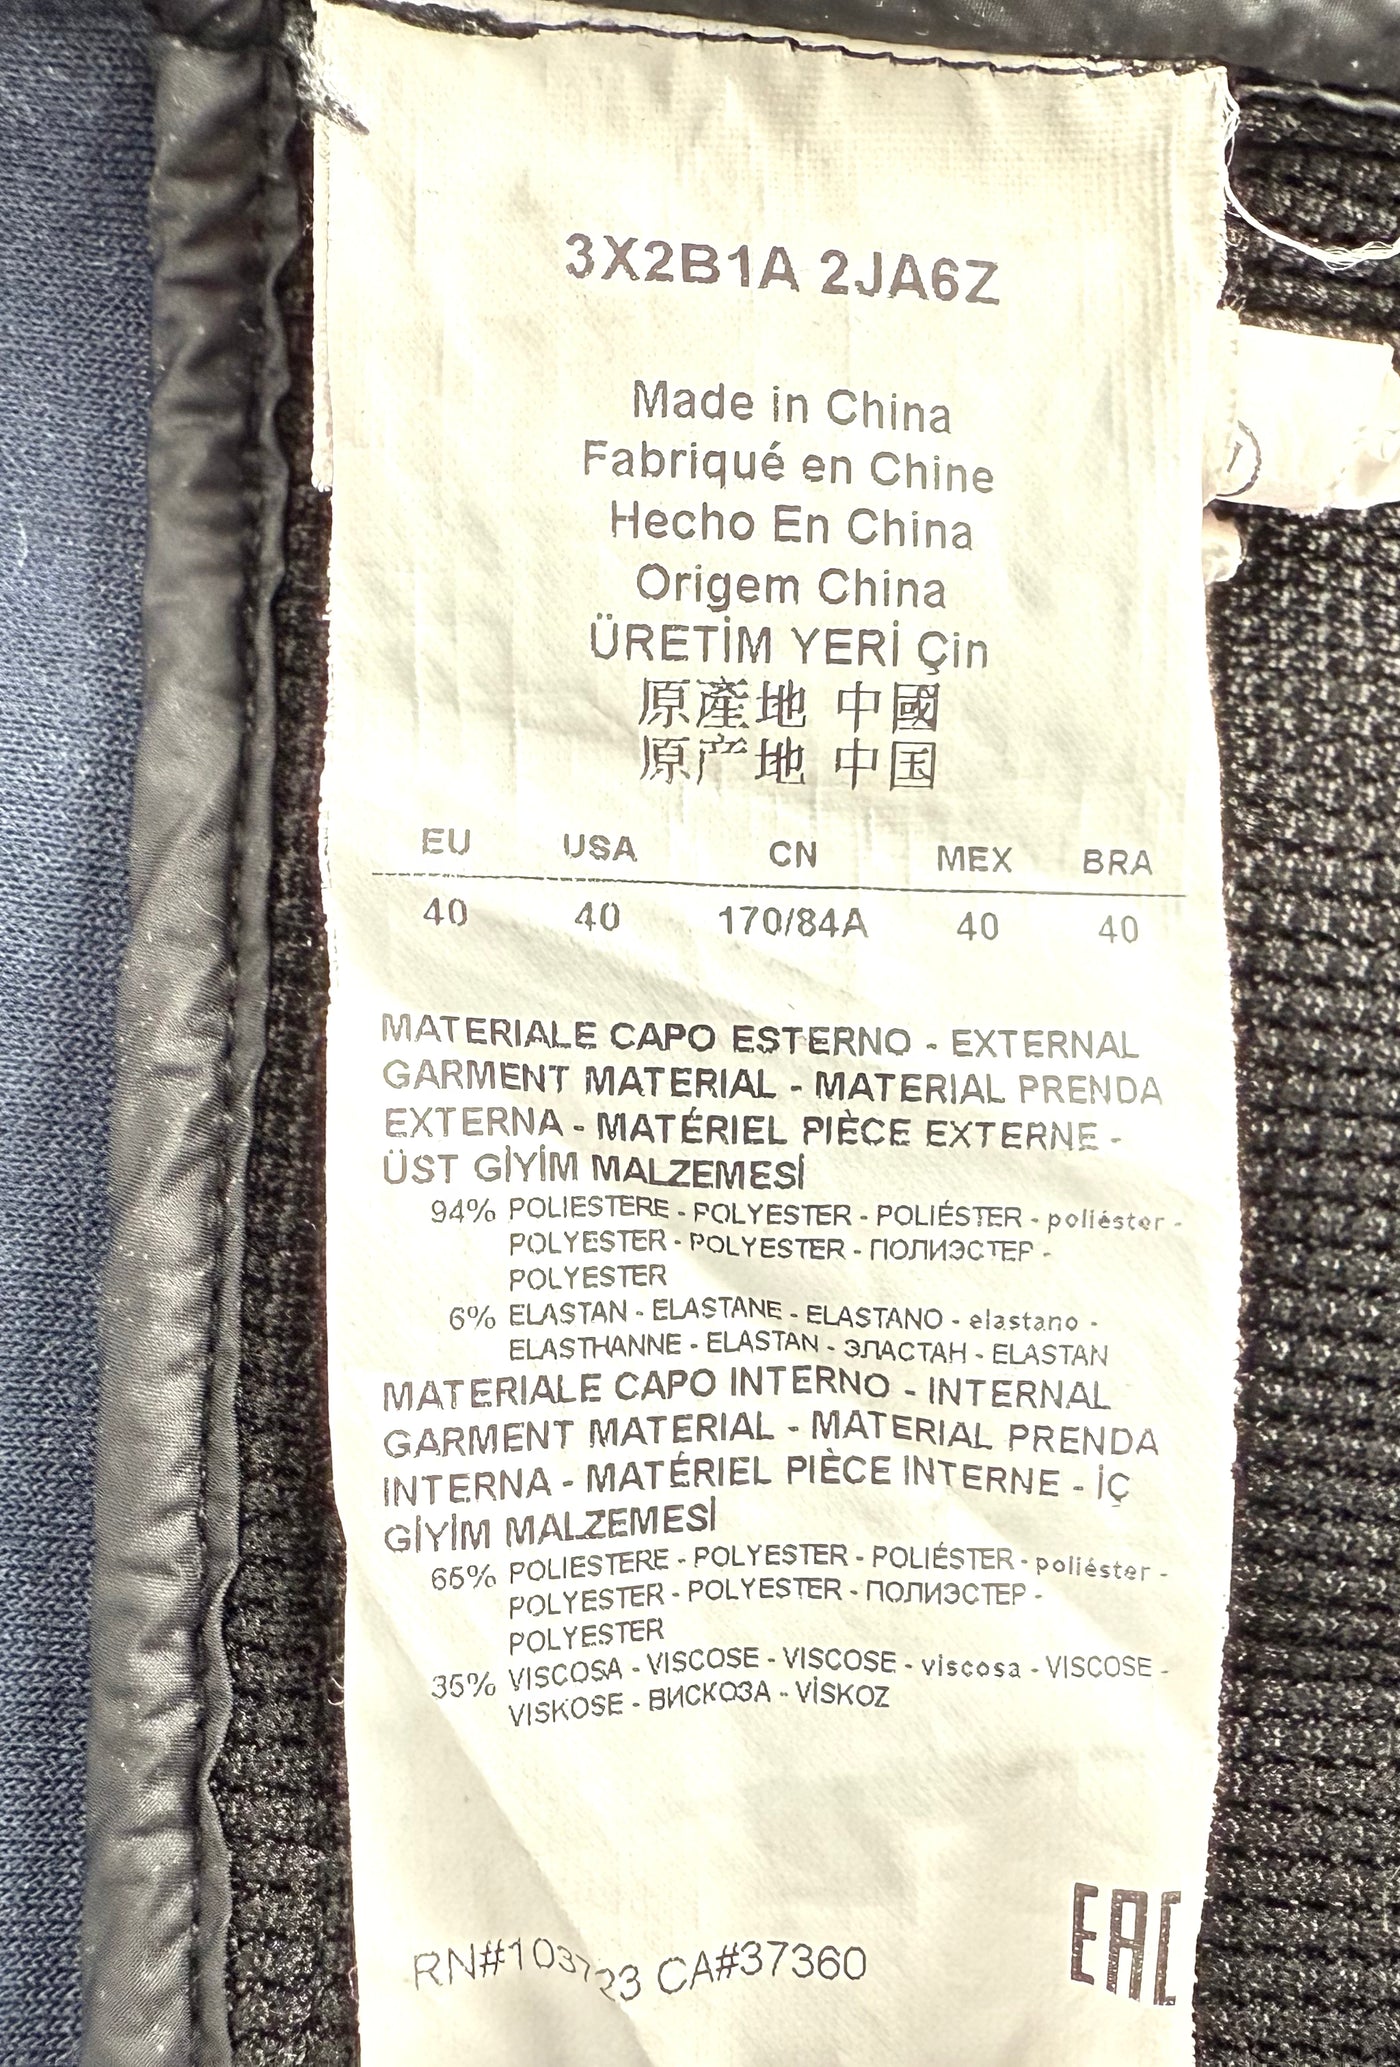 3X2B1A 2JA6Z
Made in China
Fabriqué en Chine
Hecho En China
Origem China
ÜRETİM YERİ Çin
原產地 中國
原产地 中国
EU USA CN MEX BRA
40 40 170/84A 40 40
MATERIALE CAPO ESTERNO - EXTERNAL
GARMENT MATERIAL - MATERIAL PRENDA
EXTERNA - MATÉRIEL PIÈCE EXTERNE -
ÜST GİYİM MALZEMESİ
94% POLIESTERE - POLYESTER - POLIÉSTER - poliéster -
POLYESTER - POLYESTER - ПОЛИЭСТЕР -
POLYESTER
6% ELASTAN - ELASTANE - ELASTANO - elastano -
ELASTHANNE - ELASTAN - ЭЛАСТАН - ELASTAN
MATERIALE CAPO INTERNO - INTERNAL
GARMENT MATERIAL - MATERIAL PRENDA
INTERNA - MATÉRIEL PIÈCE INTERNE - İÇ
GİYİM MALZEMESİ
65% POLIESTERE - POLYESTER - POLIÉSTER - poliéster -
POLYESTER - POLYESTER - ПОЛИЭСТЕР -
POLYESTER
35% VISCOSA - VISCOSE - VISCOSE - viscosa - VISCOSE -
VISKOSE - ВИСКОЗА - VİSKOZ
EAC
CA#37360